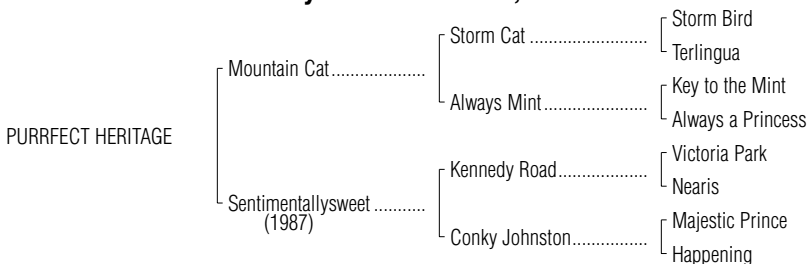 Storm Bird
Storm Cat ..........................
Terlingua
Mountain Cat.....................
Key to the Mint
Always Mint.......................
Always a Princess
PURRFECT HERITAGE
Victoria Park
Kennedy Road....................
Nearis
Sentimentallysweet ...........
(1987)
Majestic Prince
Conky Johnston.................
Happening